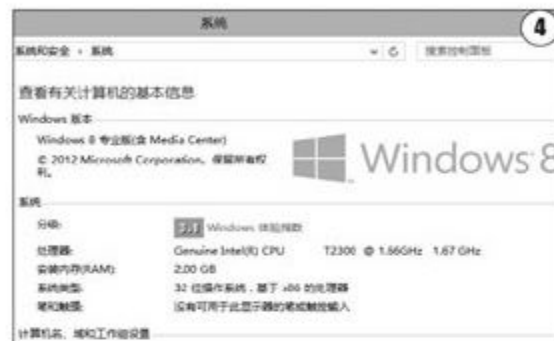 系统
4
系统和安全 › 系统
搜索控制面板
查看有关计算机的基本信息
Windows 版本
Windows 8 专业版(含 Media Center)
© 2012 Microsoft Corporation。保留所有权
利。
Windows 8
系统
分级: Windows 体验指数
处理器: Genuine Intel(R) CPU T2300 @ 1.66GHz 1.67 GHz
安装内存(RAM): 2.00 GB
系统类型: 32 位操作系统，基于 x86 的处理器
笔和触摸: 没有可用于此显示器的笔或触控输入
计算机名、域和工作组设置